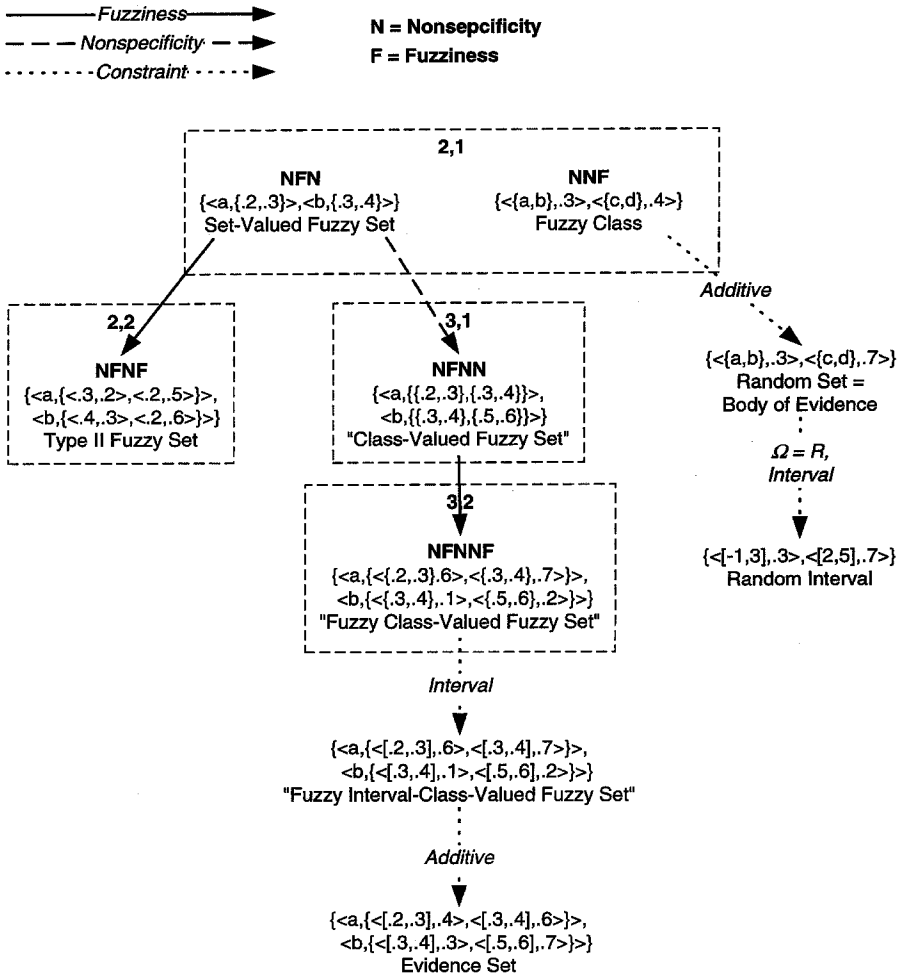 Fuzziness
Nonspecificity
Constraint
N = Nonsepcificity
F = Fuzziness
2,1
NFN
{<a,{.2,.3}>,<b,{.3,.4}>}
Set-Valued Fuzzy Set
NNF
{<{a,b},.3>,<{c,d},.4>}
Fuzzy Class
Additive
2,2
NFNF
{<a,{<.3,.2>,<.2,.5>}>,
<b,{<.4,.3>,<.2,.6>}>}
Type II Fuzzy Set
3,1
NFNN
{<a,{{.2,.3},{.3,.4}}>,
<b,{{.3,.4},{.5,.6}}>}
"Class-Valued Fuzzy Set"
{<{a,b},.3>,<{c,d},.7>}
Random Set =
Body of Evidence
Ω = R,
Interval
{<[-1,3],.3>,<[2,5],.7>}
Random Interval
3,2
NFNNF
{<a,{<{.2,.3}.6>,<{.3,.4},.7>}>,
<b,{<{.3,.4},.1>,<{.5,.6},.2>}>}
"Fuzzy Class-Valued Fuzzy Set"
Interval
{<a,{<[.2,.3],.6>,<[.3,.4],.7>}>,
<b,{<[.3,.4],.1>,<[.5,.6],.2>}>}
"Fuzzy Interval-Class-Valued Fuzzy Set"
Additive
{<a,{<[.2,.3],.4>,<[.3,.4],.6>}>,
<b,{<[.3,.4],.3>,<[.5,.6],.7>}>}
Evidence Set